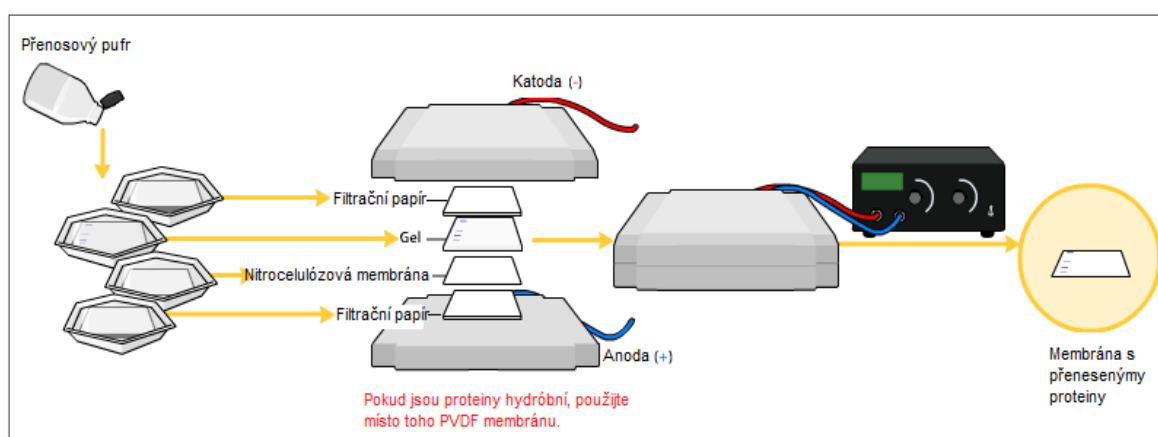 Přenosový pufr
Katoda (-)
Filtrační papír
Gel
Nitrocelulózová membrána
Filtrační papír
Anoda (+)
Pokud jsou proteiny hydróbní, použijte
místo toho PVDF membránu.
Membrána s
přenesenýmy
proteiny